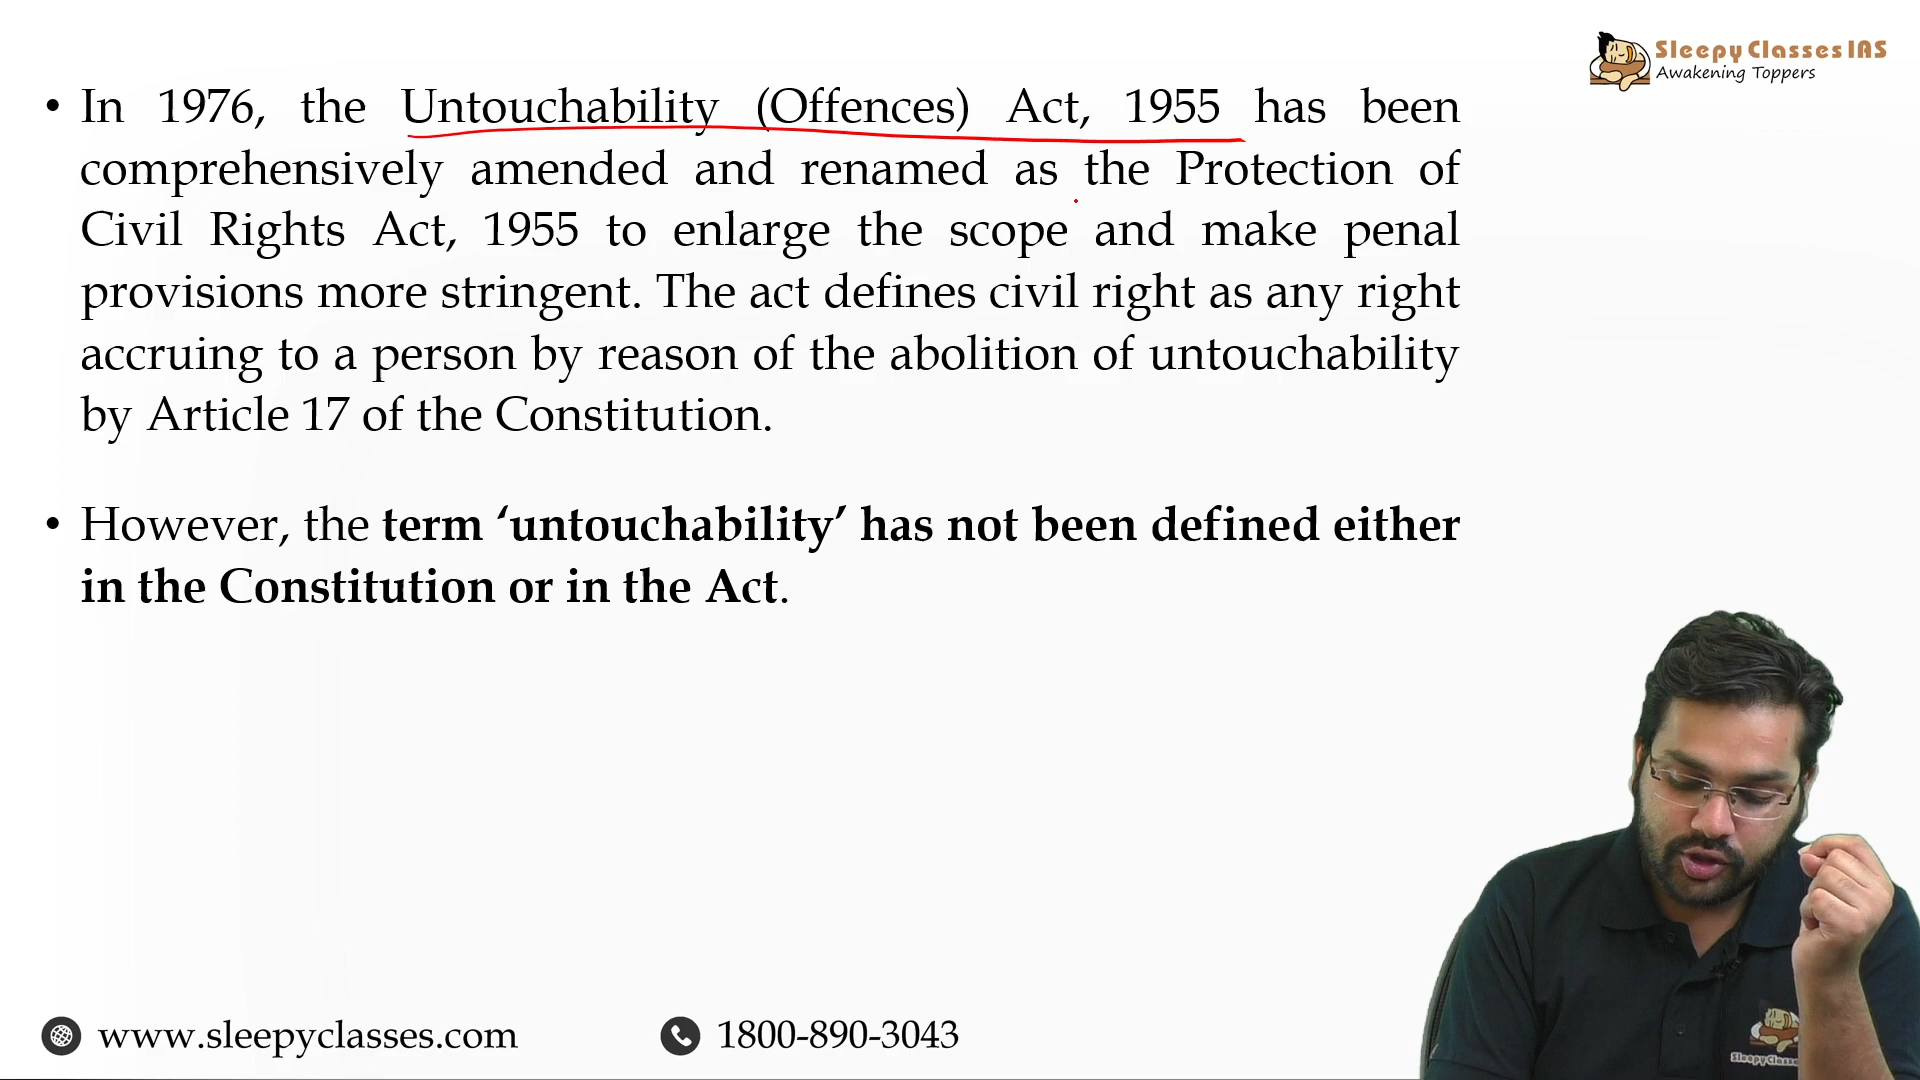 Sleepy Classes IAS
Awakening Toppers
• In 1976, the Untouchability (Offences) Act, 1955 has been
comprehensively amended and renamed as the Protection of
Civil Rights Act, 1955 to enlarge the scope and make penal
provisions more stringent. The act defines civil right as any right
accruing to a person by reason of the abolition of untouchability
by Article 17 of the Constitution.
• However, the term ‘untouchability’ has not been defined either
in the Constitution or in the Act.
www.sleepyclasses.com
1800-890-3043